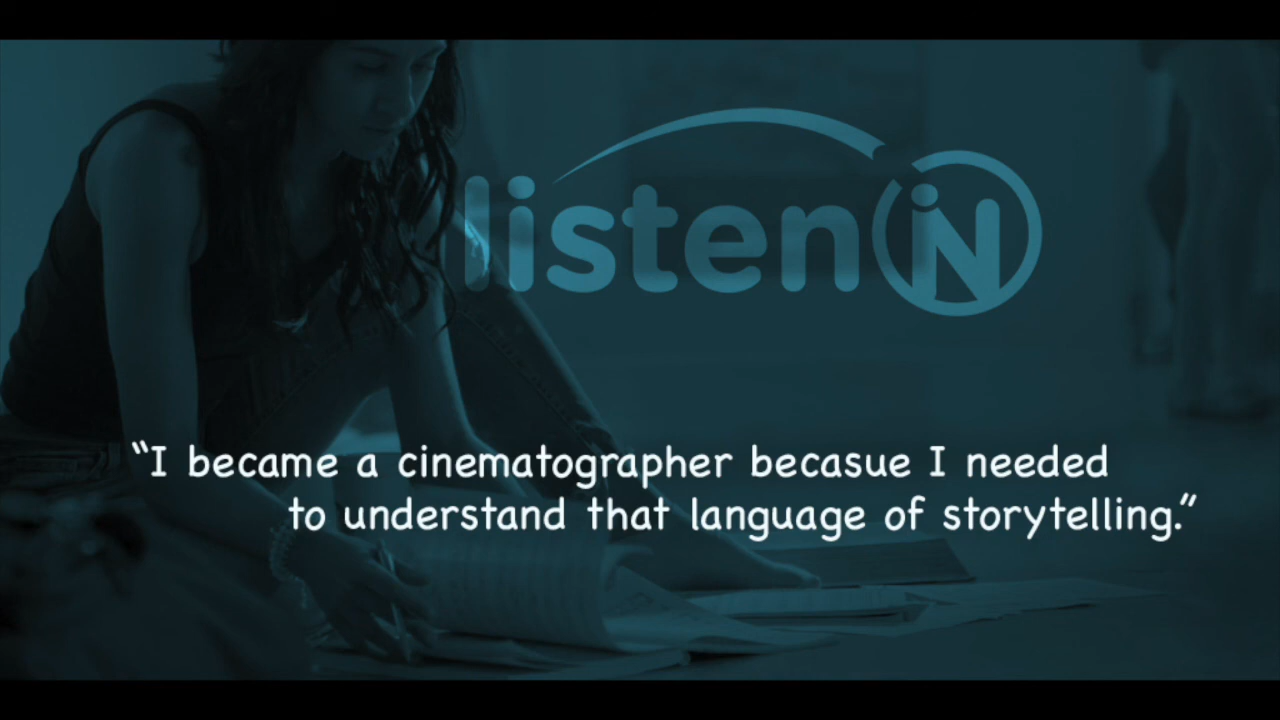 listen iN
“I became a cinematographer becasue I needed
to understand that language of storytelling.”